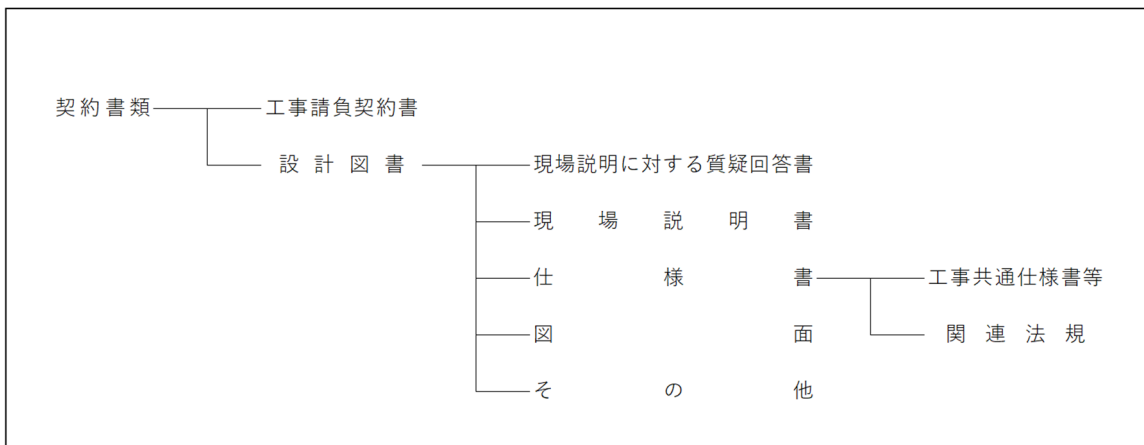 契約書類 工事請負契約書
設計図書 現場説明に対する質疑回答書
現場説明書
仕様書 工事共通仕様書等
図面 関連法規
その他